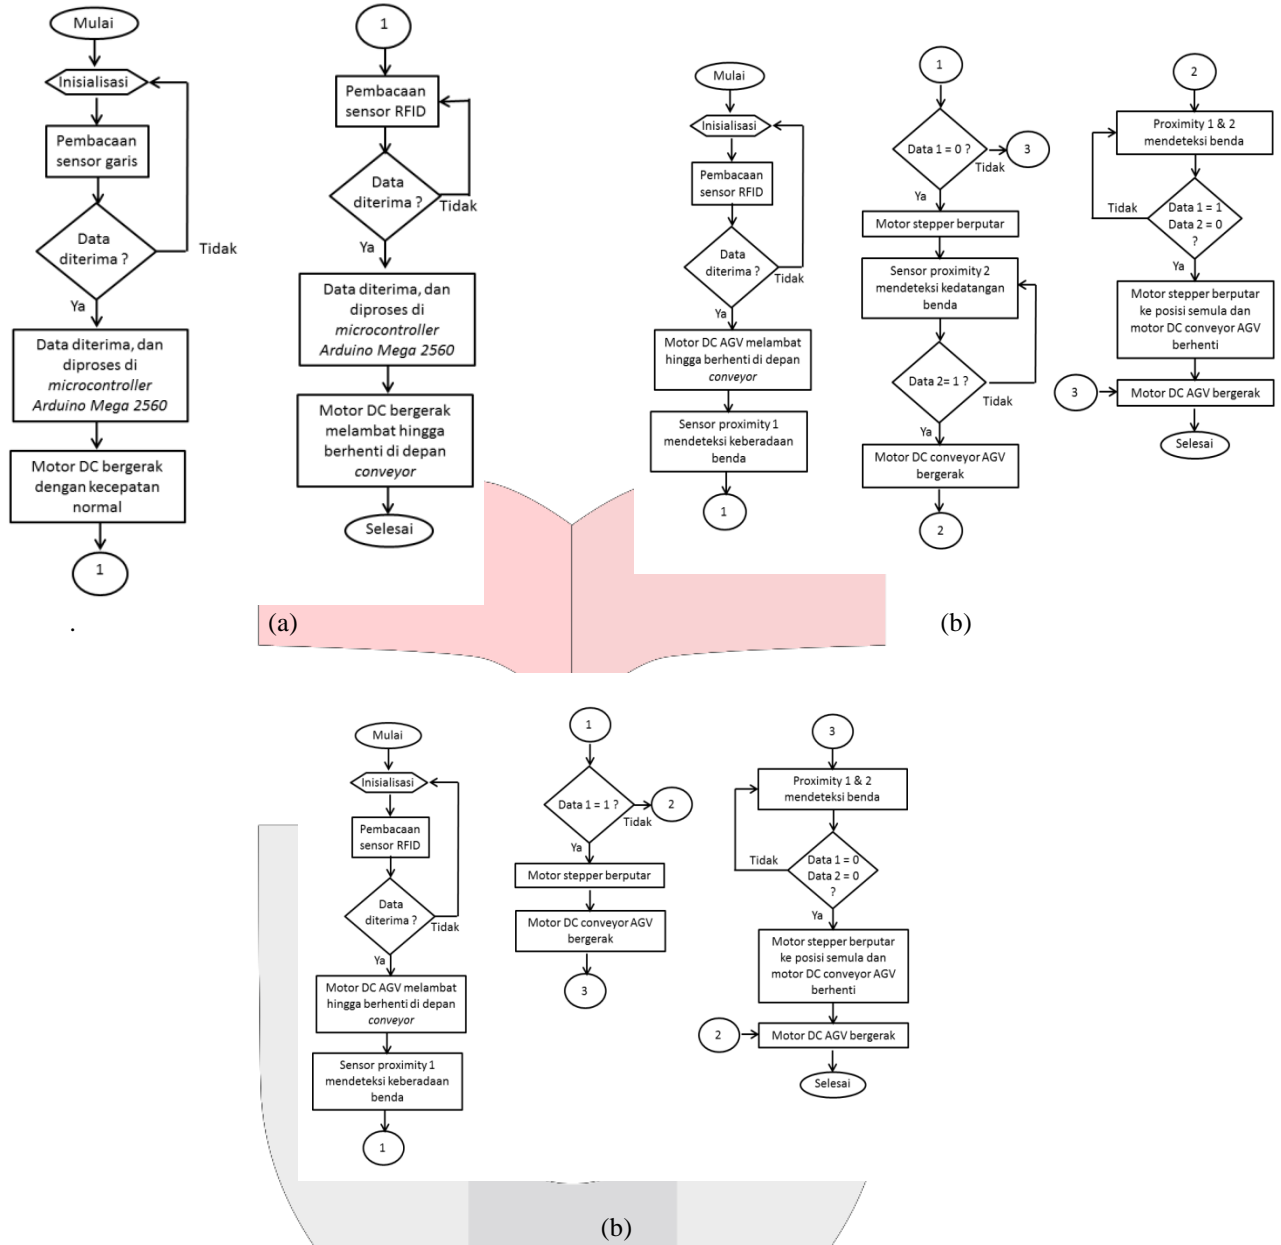 Mulai
Inisialisasi
Pembacaan
sensor garis
Data
diterima ?
Tidak
Ya
Data diterima, dan
diproses di
microcontroller
Arduino Mega 2560
Motor DC bergerak
dengan kecepatan
normal
1
1
Pembacaan
sensor RFID
Data
diterima ?
Tidak
Ya
Data diterima, dan
diproses di
microcontroller
Arduino Mega 2560
Motor DC bergerak
melambat hingga
berhenti di depan
conveyor
Selesai
.
(a)
Mulai
Inisialisasi
Pembacaan
sensor RFID
Data
diterima ?
Tidak
Ya
Motor DC AGV melambat
hingga berhenti di depan
conveyor
Sensor proximity 1
mendeteksi keberadaan
benda
1
1
Data 1 = 0 ?
Tidak
3
Ya
Motor stepper berputar
Sensor proximity 2
mendeteksi kedatangan
benda
Data 2= 1 ?
Tidak
Ya
Motor DC conveyor AGV
bergerak
2
2
Proximity 1 & 2
mendeteksi benda
Tidak
Data 1 = 1
Data 2 = 0
?
Ya
Motor stepper berputar
ke posisi semula dan
motor DC conveyor AGV
berhenti
3
Motor DC AGV bergerak
Selesai
(b)
Mulai
Inisialisasi
Pembacaan
sensor RFID
Data
diterima ?
Tidak
Ya
Motor DC AGV melambat
hingga berhenti di depan
conveyor
Sensor proximity 1
mendeteksi keberadaan
benda
1
1
Data 1 = 1 ?
Tidak
2
Ya
Motor stepper berputar
Motor DC conveyor AGV
bergerak
3
3
Proximity 1 & 2
mendeteksi benda
Tidak
Data 1 = 0
Data 2 = 0
?
Ya
Motor stepper berputar
ke posisi semula dan
motor DC conveyor AGV
berhenti
2
Motor DC AGV bergerak
Selesai
(b)